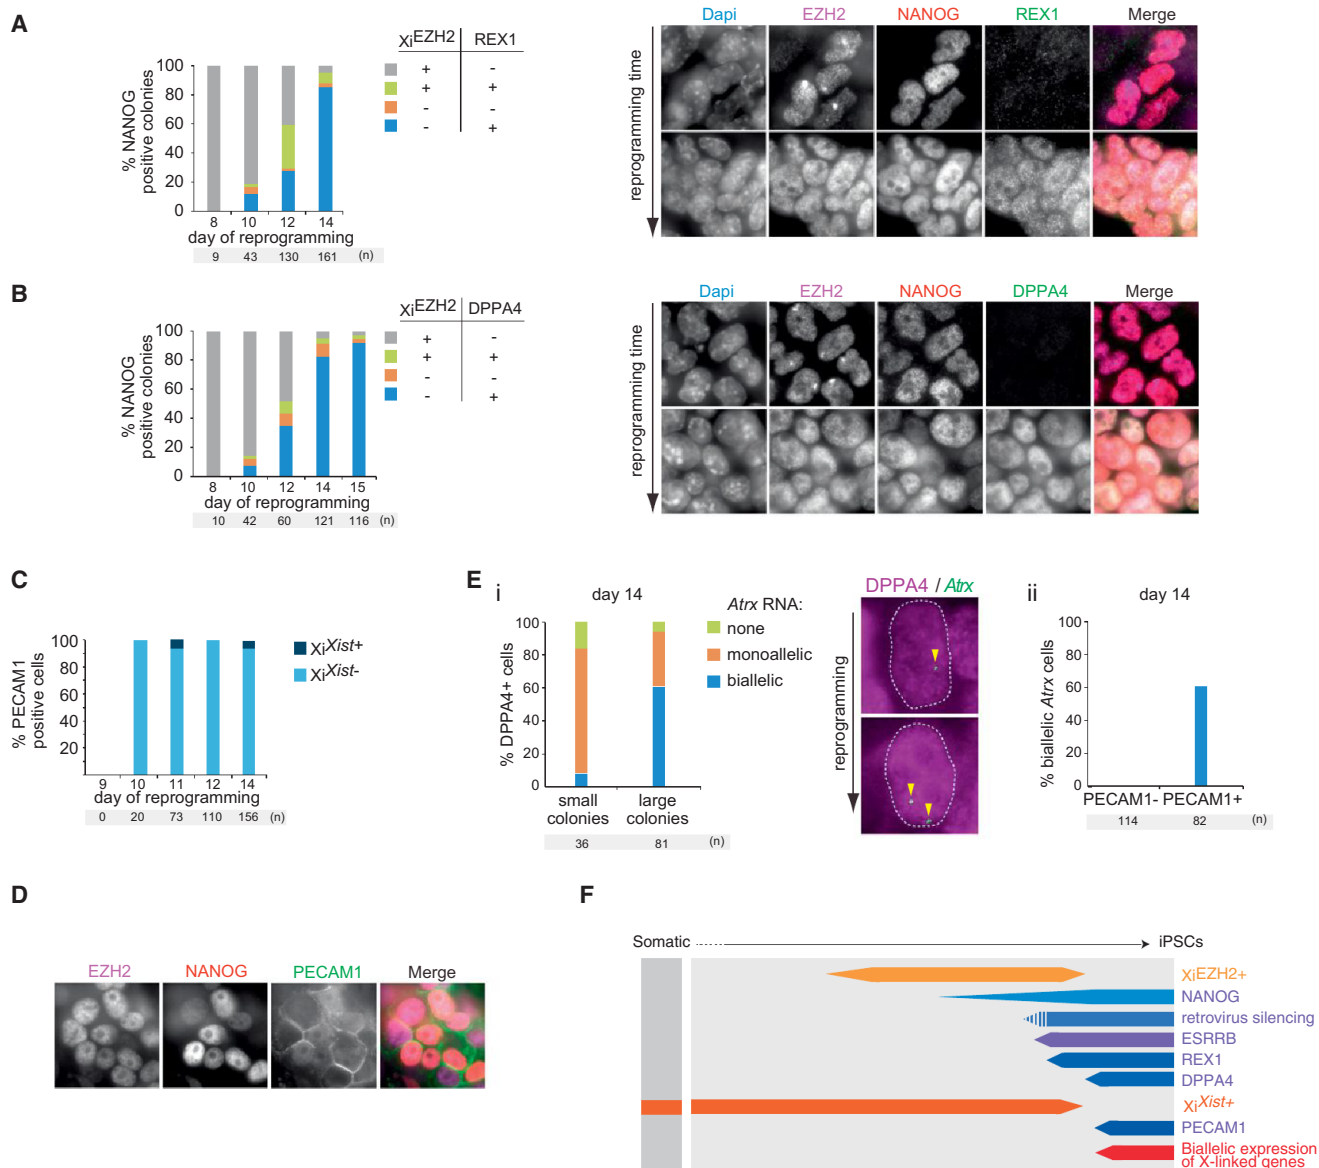 A
Xi EZH2 REX1
+ -
+ +
- -
- +
% NANOG
positive colonies
100
80
60
40
20
0
8 10 12 14
day of reprogramming
9 43 130 161 (n)
Dapi EZH2 NANOG REX1 Merge
reprogramming time
B
Xi EZH2 DPPA4
+ -
+ +
- -
- +
% NANOG
positive colonies
100
80
60
40
20
0
8 10 12 14 15
day of reprogramming
10 42 60 121 116 (n)
Dapi EZH2 NANOG DPPA4 Merge
reprogramming time
C
% PECAM1
positive cells
100
80
60
40
20
9 10 11 12 14
day of reprogramming
0 20 73 110 156 (n)
XiXist+
XiXist-
E
i
day 14
% DPPA4+ cells
100
80
60
40
20
0
small
colonies
large
colonies
36 81 (n)
Atrx RNA:
none
monoallelic
biallelic
DPPA4 / Atrx
reprogramming
ii
day 14
% biallelic Atrx cells
100
80
60
40
20
0
PECAM1- PECAM1+
114 82 (n)
D
EZH2 NANOG PECAM1 Merge
F
Somatic iPSCs
XiEZH2+
NANOG
retrovirus silencing
ESRRB
REX1
DPPA4
XiXist+
PECAM1
Biallelic expression
of X-linked genes